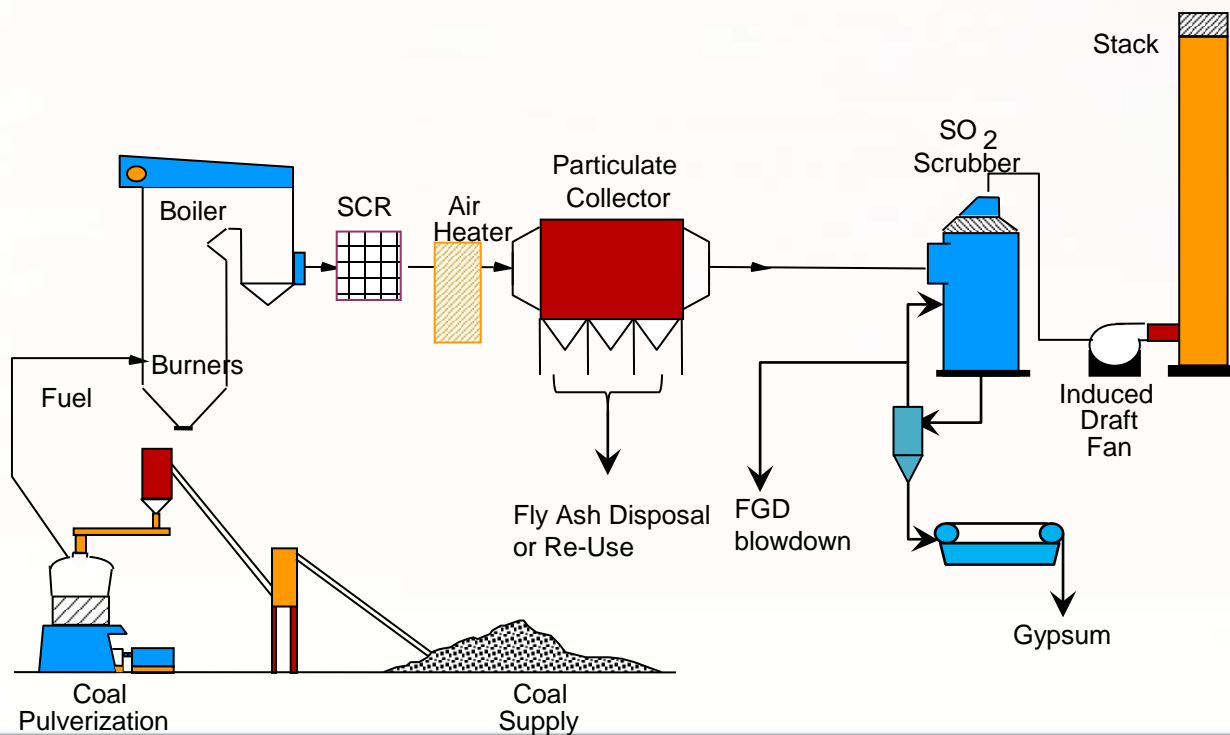 Stack
SO 2
Scrubber
Particulate
Collector
Boiler
SCR
Air
Heater
Burners
Fuel
Induced
Draft
Fan
Fly Ash Disposal
or Re-Use
FGD
blowdown
Gypsum
Coal
Pulverization
Coal
Supply